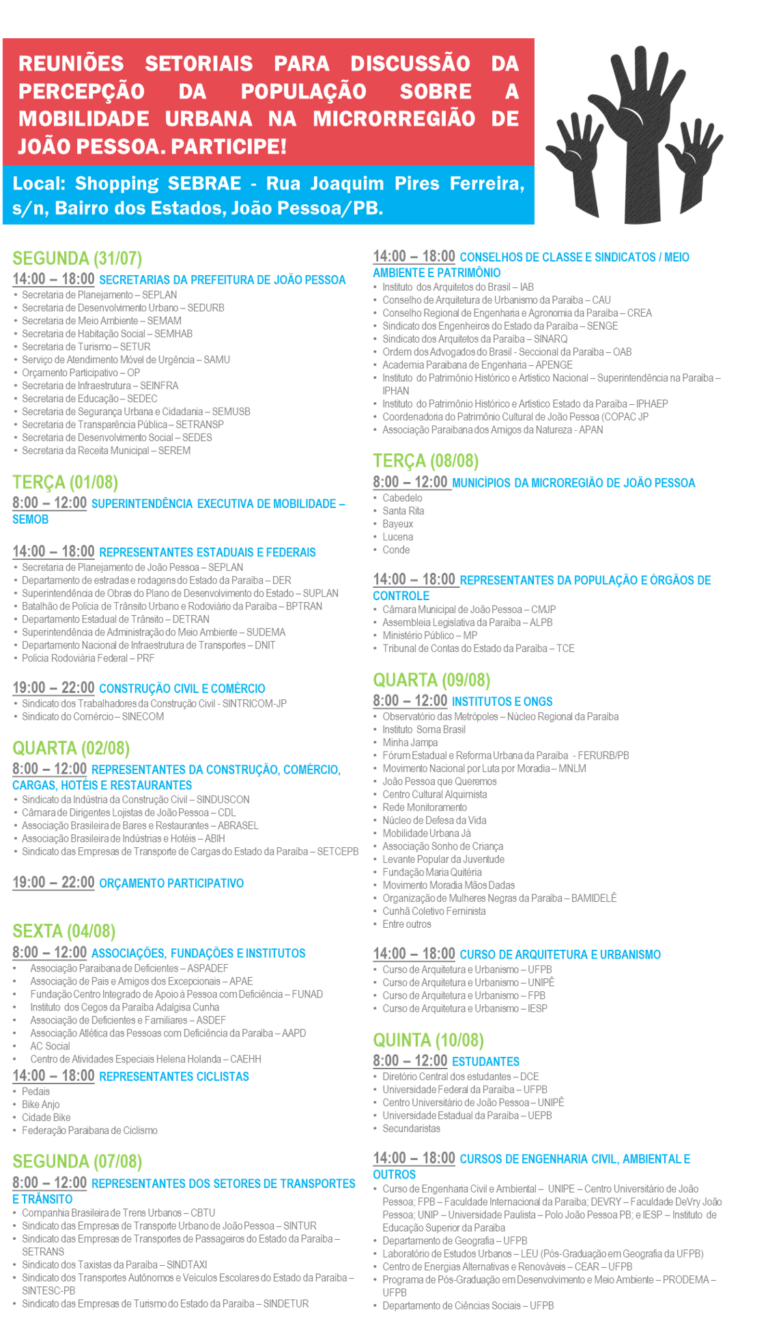 REUNIÕES SETORIAIS PARA DISCUSSÃO DA
PERCEPÇÃO DA POPULAÇÃO SOBRE A
MOBILIDADE URBANA NA MICRORREGIÃO DE
JOÃO PESSOA. PARTICIPE!
Local: Shopping SEBRAE - Rua Joaquim Pires Ferreira,
s/n, Bairro dos Estados, João Pessoa/PB.
SEGUNDA (31/07)
14:00 – 18:00 SECRETARIAS DA PREFEITURA DE JOÃO PESSOA
• Secretaria de Planejamento – SEPLAN
• Secretaria de Desenvolvimento Urbano – SEDURB
• Secretaria de Meio Ambiente – SEMAM
• Secretaria de Habitação Social – SEMHAB
• Secretaria de Turismo – SETUR
• Serviço de Atendimento Móvel de Urgência – SAMU
• Orçamento Participativo – OP
• Secretaria de Infraestrutura – SEINFRA
• Secretaria de Educação – SEDEC
• Secretaria de Segurança Urbana e Cidadania – SEMUSB
• Secretaria de Transparência Pública – SETRANSP
• Secretaria de Desenvolvimento Social – SEDES
• Secretaria da Receita Municipal – SEREM
TERÇA (01/08)
8:00 – 12:00 SUPERINTENDÊNCIA EXECUTIVA DE MOBILIDADE –
SEMOB
14:00 – 18:00 REPRESENTANTES ESTADUAIS E FEDERAIS
• Secretaria de Planejamento de João Pessoa – SEPLAN
• Departamento de estradas e rodagens do Estado da Paraíba – DER
• Superintendência de Obras do Plano de Desenvolvimento do Estado – SUPLAN
• Batalhão de Polícia de Trânsito Urbano e Rodoviário da Paraíba – BPTRAN
• Departamento Estadual de Trânsito – DETRAN
• Superintendência de Administração do Meio Ambiente – SUDEMA
• Departamento Nacional de Infraestrutura de Transportes – DNIT
• Polícia Rodoviária Federal – PRF
19:00 – 22:00 CONSTRUÇÃO CIVIL E COMÉRCIO
• Sindicato dos Trabalhadores da Construção Civil - SINTRICOM-JP
• Sindicato do Comércio – SINECOM
QUARTA (02/08)
8:00 – 12:00 REPRESENTANTES DA CONSTRUÇÃO, COMÉRCIO,
CARGAS, HOTÉIS E RESTAURANTES
• Sindicato da Indústria da Construção Civil – SINDUSCON
• Câmara de Dirigentes Lojistas de João Pessoa – CDL
• Associação Brasileira de Bares e Restaurantes – ABRASEL
• Associação Brasileira de Indústrias e Hotéis – ABIH
• Sindicato das Empresas de Transporte de Cargas do Estado da Paraíba – SETCEPB
19:00 – 22:00 ORÇAMENTO PARTICIPATIVO
SEXTA (04/08)
8:00 – 12:00 ASSOCIAÇÕES, FUNDAÇÕES E INSTITUTOS
• Associação Paraibana de Deficientes – ASPADEF
• Associação de Pais e Amigos dos Excepcionais – APAE
• Fundação Centro Integrado de Apoio à Pessoa com Deficiência – FUNAD
• Instituto dos Cegos da Paraíba Adalgisa Cunha
• Associação de Deficientes e Familiares – ASDEF
• Associação Atlética das Pessoas com Deficiência da Paraíba – AAPD
• AC Social
• Centro de Atividades Especiais Helena Holanda – CAEHH
14:00 – 18:00 REPRESENTANTES CICLISTAS
• Pedais
• Bike Anjo
• Cidade Bike
• Federação Paraibana de Ciclismo
SEGUNDA (07/08)
8:00 – 12:00 REPRESENTANTES DOS SETORES DE TRANSPORTES
E TRÂNSITO
• Companhia Brasileira de Trens Urbanos – CBTU
• Sindicato das Empresas de Transporte Urbano de João Pessoa – SINTUR
• Sindicato das Empresas de Transportes de Passageiros do Estado da Paraíba –
SETRANS
• Sindicato dos Taxistas da Paraíba – SINDTAXI
• Sindicato dos Transportes Autônomos e Veículos Escolares do Estado da Paraíba –
SINTESC-PB
• Sindicato das Empresas de Turismo do Estado da Paraíba – SINDETUR
14:00 – 18:00 CONSELHOS DE CLASSE E SINDICATOS / MEIO
AMBIENTE E PATRIMÔNIO
• Instituto dos Arquitetos do Brasil – IAB
• Conselho de Arquitetura de Urbanismo da Paraíba – CAU
• Conselho Regional de Engenharia e Agronomia da Paraíba – CREA
• Sindicato dos Engenheiros do Estado da Paraíba – SENGE
• Sindicato dos Arquitetos da Paraíba – SINARQ
• Ordem dos Advogados do Brasil - Seccional da Paraíba – OAB
• Academia Paraibana de Engenharia – APENGE
• Instituto do Patrimônio Histórico e Artístico Nacional – Superintendência na Paraíba –
IPHAN
• Instituto do Patrimônio Histórico e Artístico Estado da Paraíba – IPHAEP
• Coordenadoria do Patrimônio Cultural de João Pessoa (COPAC JP
• Associação Paraibana dos Amigos da Natureza - APAN
TERÇA (08/08)
8:00 – 12:00 MUNICÍPIOS DA MICROREGIÃO DE JOÃO PESSOA
• Cabedelo
• Santa Rita
• Bayeux
• Lucena
• Conde
14:00 – 18:00 REPRESENTANTES DA POPULAÇÃO E ÓRGÃOS DE
CONTROLE
• Câmara Municipal de João Pessoa – CMJP
• Assembleia Legislativa da Paraíba – ALPB
• Ministério Público – MP
• Tribunal de Contas do Estado da Paraíba – TCE
QUARTA (09/08)
8:00 – 12:00 INSTITUTOS E ONGS
• Observatório das Metrópoles – Núcleo Regional da Paraíba
• Instituto Soma Brasil
• Minha Jampa
• Fórum Estadual e Reforma Urbana da Paraíba - FERURB/PB
• Movimento Nacional por Luta por Moradia – MNLM
• João Pessoa que Queremos
• Centro Cultural Alquimista
• Rede Monitoramento
• Núcleo de Defesa da Vida
• Mobilidade Urbana Já
• Associação Sonho de Criança
• Levante Popular da Juventude
• Fundação Maria Quitéria
• Movimento Moradia Mãos Dadas
• Organização de Mulheres Negras da Paraíba – BAMIDELÊ
• Cunhã Coletivo Feminista
• Entre outros
14:00 – 18:00 CURSO DE ARQUITETURA E URBANISMO
• Curso de Arquitetura e Urbanismo – UFPB
• Curso de Arquitetura e Urbanismo – UNIPÊ
• Curso de Arquitetura e Urbanismo – FPB
• Curso de Arquitetura e Urbanismo – IESP
QUINTA (10/08)
8:00 – 12:00 ESTUDANTES
• Diretório Central dos estudantes – DCE
• Universidade Federal da Paraíba – UFPB
• Centro Universitário de João Pessoa – UNIPÊ
• Universidade Estadual da Paraíba – UEPB
• Secundaristas
14:00 – 18:00 CURSOS DE ENGENHARIA CIVIL, AMBIENTAL E
OUTROS
• Curso de Engenharia Civil e Ambiental – UNIPE – Centro Universitário de João
Pessoa; FPB – Faculdade Internacional da Paraíba; DEVRY – Faculdade DeVry João
Pessoa; UNIP – Universidade Paulista – Polo João Pessoa PB; e IESP – Instituto de
Educação Superior da Paraíba
• Departamento de Geografia – UFPB
• Laboratório de Estudos Urbanos – LEU (Pós-Graduação em Geografia da UFPB)
• Centro de Energias Alternativas e Renováveis – CEAR – UFPB
• Programa de Pós-Graduação em Desenvolvimento e Meio Ambiente – PRODEMA –
UFPB
• Departamento de Ciências Sociais – UFPB